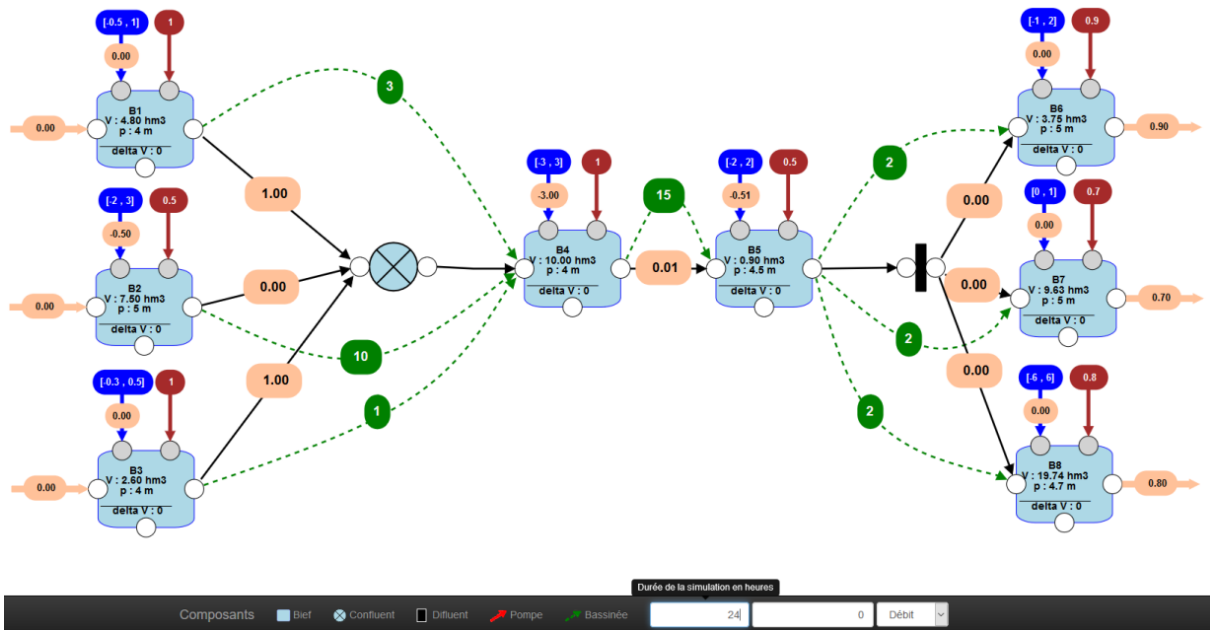 [-0.5 , 1] 1
0.00
B1
V : 4.80 hm3
p : 4 m
delta V : 0
0.00
3
1.00
[-2 , 3] 0.5
-0.50
B2
V : 7.50 hm3
p : 5 m
delta V : 0
0.00
0.00
10
[-0.3 , 0.5] 1
0.00
B3
V : 2.60 hm3
p : 4 m
delta V : 0
0.00
1.00
1
[-3 , 3] 1
-3.00
B4
V : 10.00 hm3
p : 4 m
delta V : 0
15
0.01
[-2 , 2] 0.5
-0.51
B5
V : 0.90 hm3
p : 4.5 m
delta V : 0
2
0.00
0.00
2
0.00
2
[-1 , 2] 0.9
0.00
B6
V : 3.75 hm3
p : 5 m
delta V : 0
0.90
[0 , 1] 0.7
0.00
B7
V : 9.63 hm3
p : 5 m
delta V : 0
0.70
[-6 , 6] 0.8
0.00
B8
V : 19.74 hm3
p : 4.7 m
delta V : 0
0.80
Durée de la simulation en heures
Composants Bief Confluent Difluent Pompe Bassinée 24 0 Débit